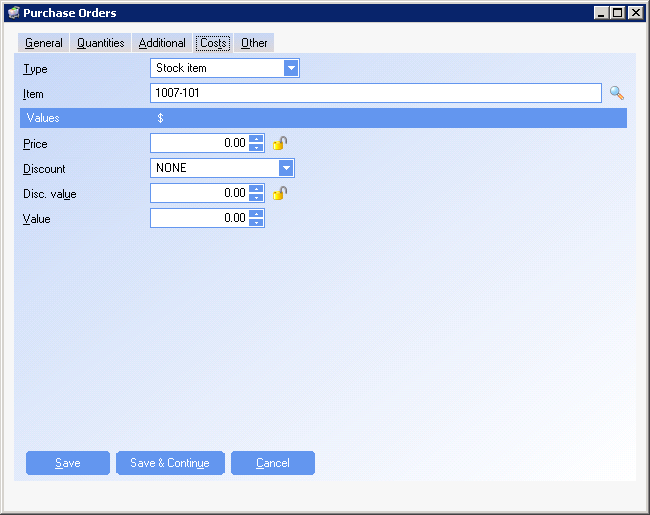 Purchase Orders
General Quantities Additional Costs Other
Type Stock item
Item 1007-101
Values $
Price 0.00
Discount NONE
Disc. value 0.00
Value 0.00
Save Save & Continue Cancel